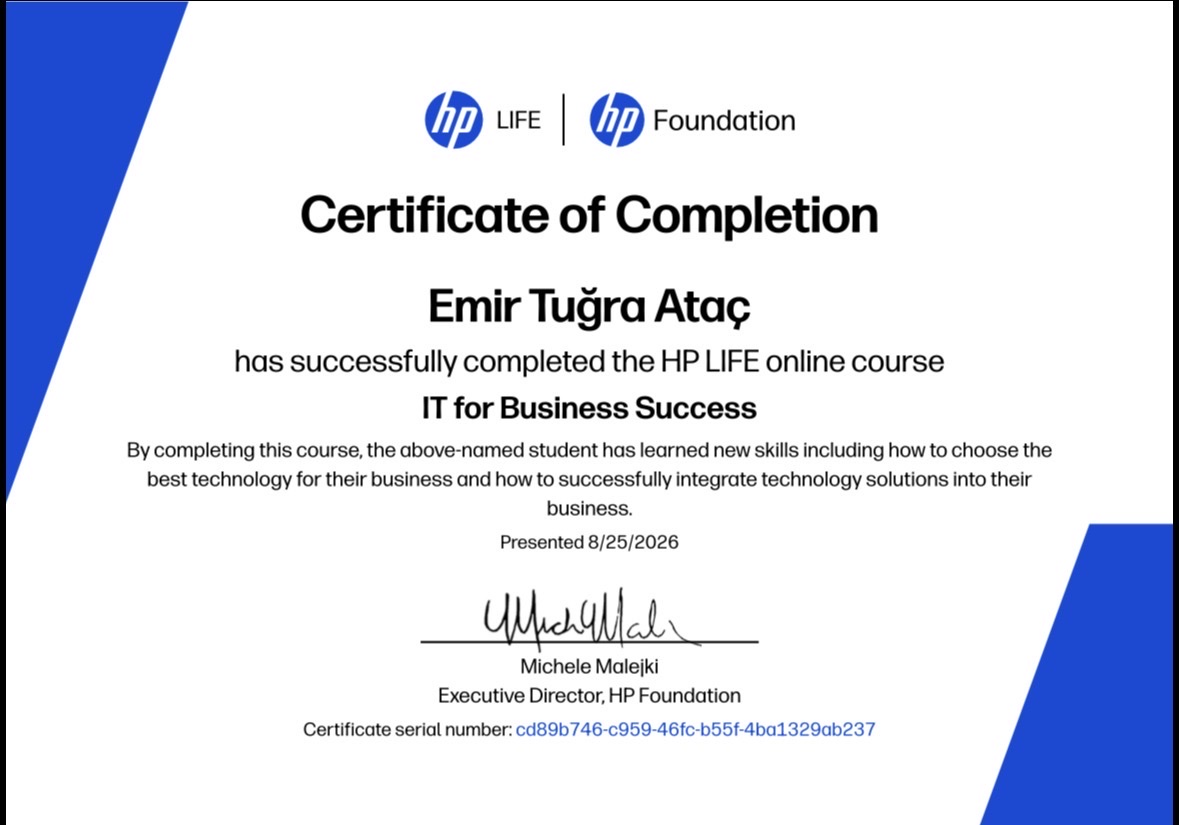 hp LIFE | hp Foundation
Certificate of Completion
Emir Tuğra Ataç
has successfully completed the HP LIFE online course
IT for Business Success
By completing this course, the above-named student has learned new skills including how to choose the
best technology for their business and how to successfully integrate technology solutions into their
business.
Presented 8/25/2026
Michele Malejki
Executive Director, HP Foundation
Certificate serial number: cd89b746-c959-46fc-b55f-4ba1329ab237